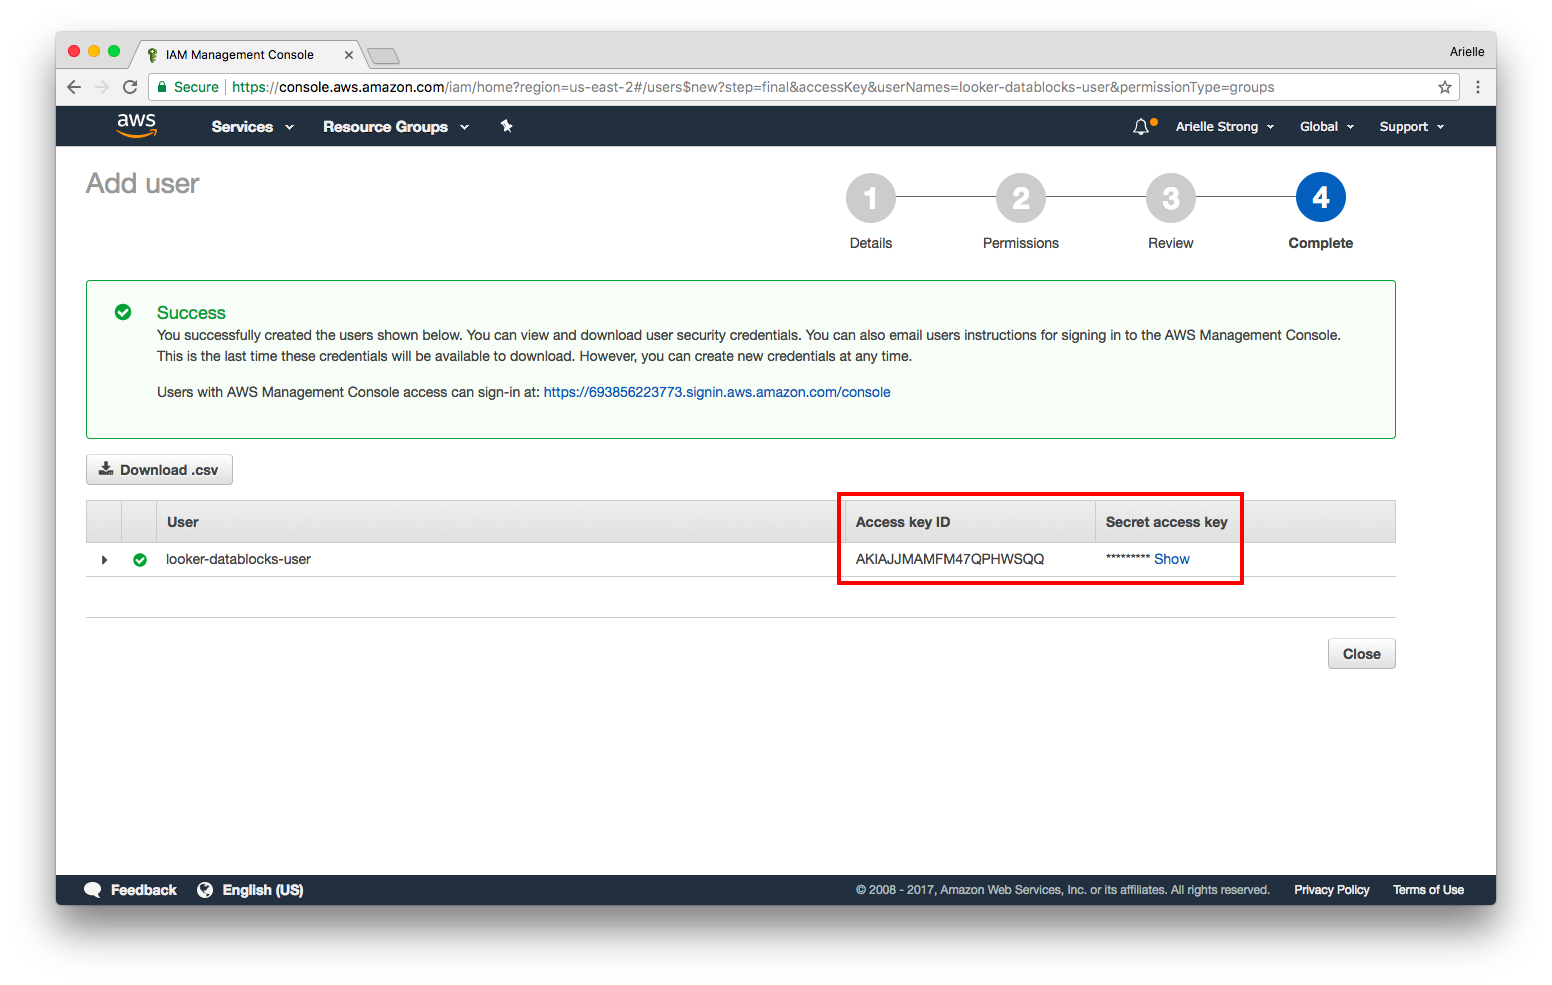 IAM Management Console
Arielle
Secure https://console.aws.amazon.com/iam/home?region=us-east-2#/users$new?step=final&accessKey&userNames=looker-datablocks-user&permissionType=groups
aws Services Resource Groups Arielle Strong Global Support
Add user
1 2 3 4
Details Permissions Review Complete
Success
You successfully created the users shown below. You can view and download user security credentials. You can also email users instructions for signing in to the AWS Management Console.
This is the last time these credentials will be available to download. However, you can create new credentials at any time.
Users with AWS Management Console access can sign-in at: https://693856223773.signin.aws.amazon.com/console
Download .csv
User Access key ID Secret access key
looker-datablocks-user AKIAJJMAMFM47QPHWSQQ ********* Show
Close
Feedback English (US) © 2008 - 2017, Amazon Web Services, Inc. or its affiliates. All rights reserved. Privacy Policy Terms of Use